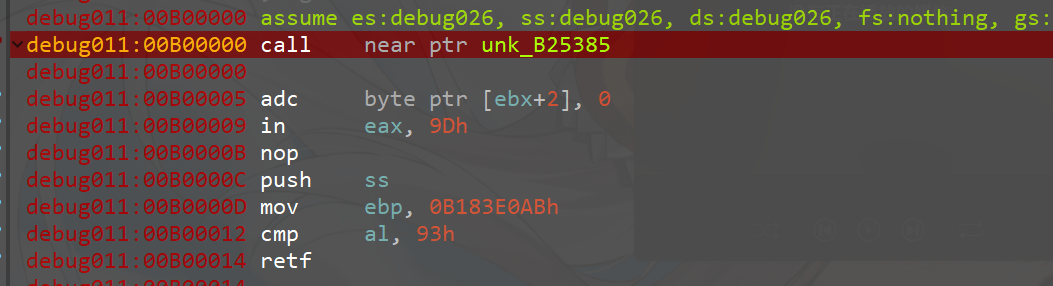 debug011:00B00000 assume es:debug026, ss:debug026, ds:debug026, fs:nothing, gs:
debug011:00B00000 call near ptr unk_B25385
debug011:00B00000
debug011:00B00005 adc byte ptr [ebx+2], 0
debug011:00B00009 in eax, 9Dh
debug011:00B0000B nop
debug011:00B0000C push ss
debug011:00B0000D mov ebp, 0B183E0ABh
debug011:00B00012 cmp al, 93h
debug011:00B00014 retf